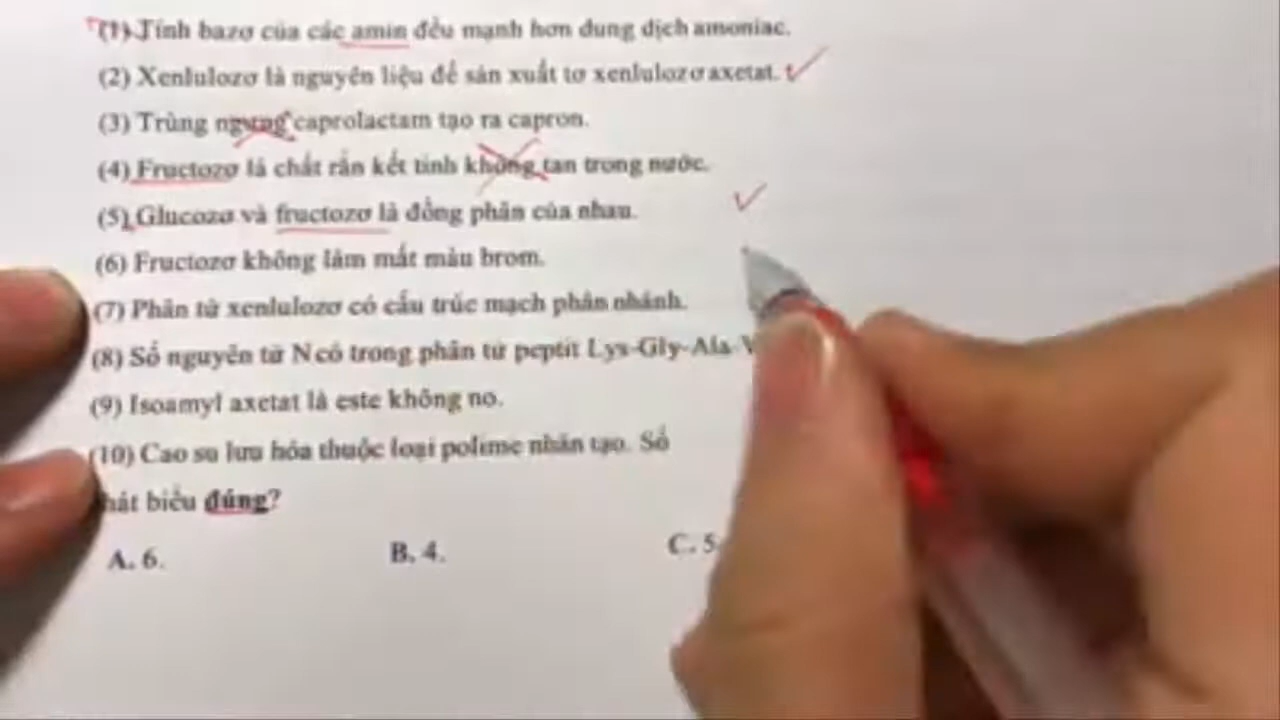 (1) Tính bazơ của các amin đều mạnh hơn dung dịch amoniac.
(2) Xenlulozơ là nguyên liệu để sản xuất tơ xenlulozơ axetat.
(3) Trùng ngưng caprolactam tạo ra capron.
(4) Fructozơ là chất rắn kết tinh không tan trong nước.
(5) Glucozơ và fructozơ là đồng phân của nhau.
(6) Fructozơ không làm mất màu brom.
(7) Phân tử xenlulozơ có cấu trúc mạch phân nhánh.
(8) Số nguyên tử N có trong phân tử peptit Lys-Gly-Ala-V
(9) Isoamyl axetat là este không no.
(10) Cao su lưu hóa thuộc loại polime nhân tạo. Số
hát biểu đúng?
A. 6. B. 4. C. 5